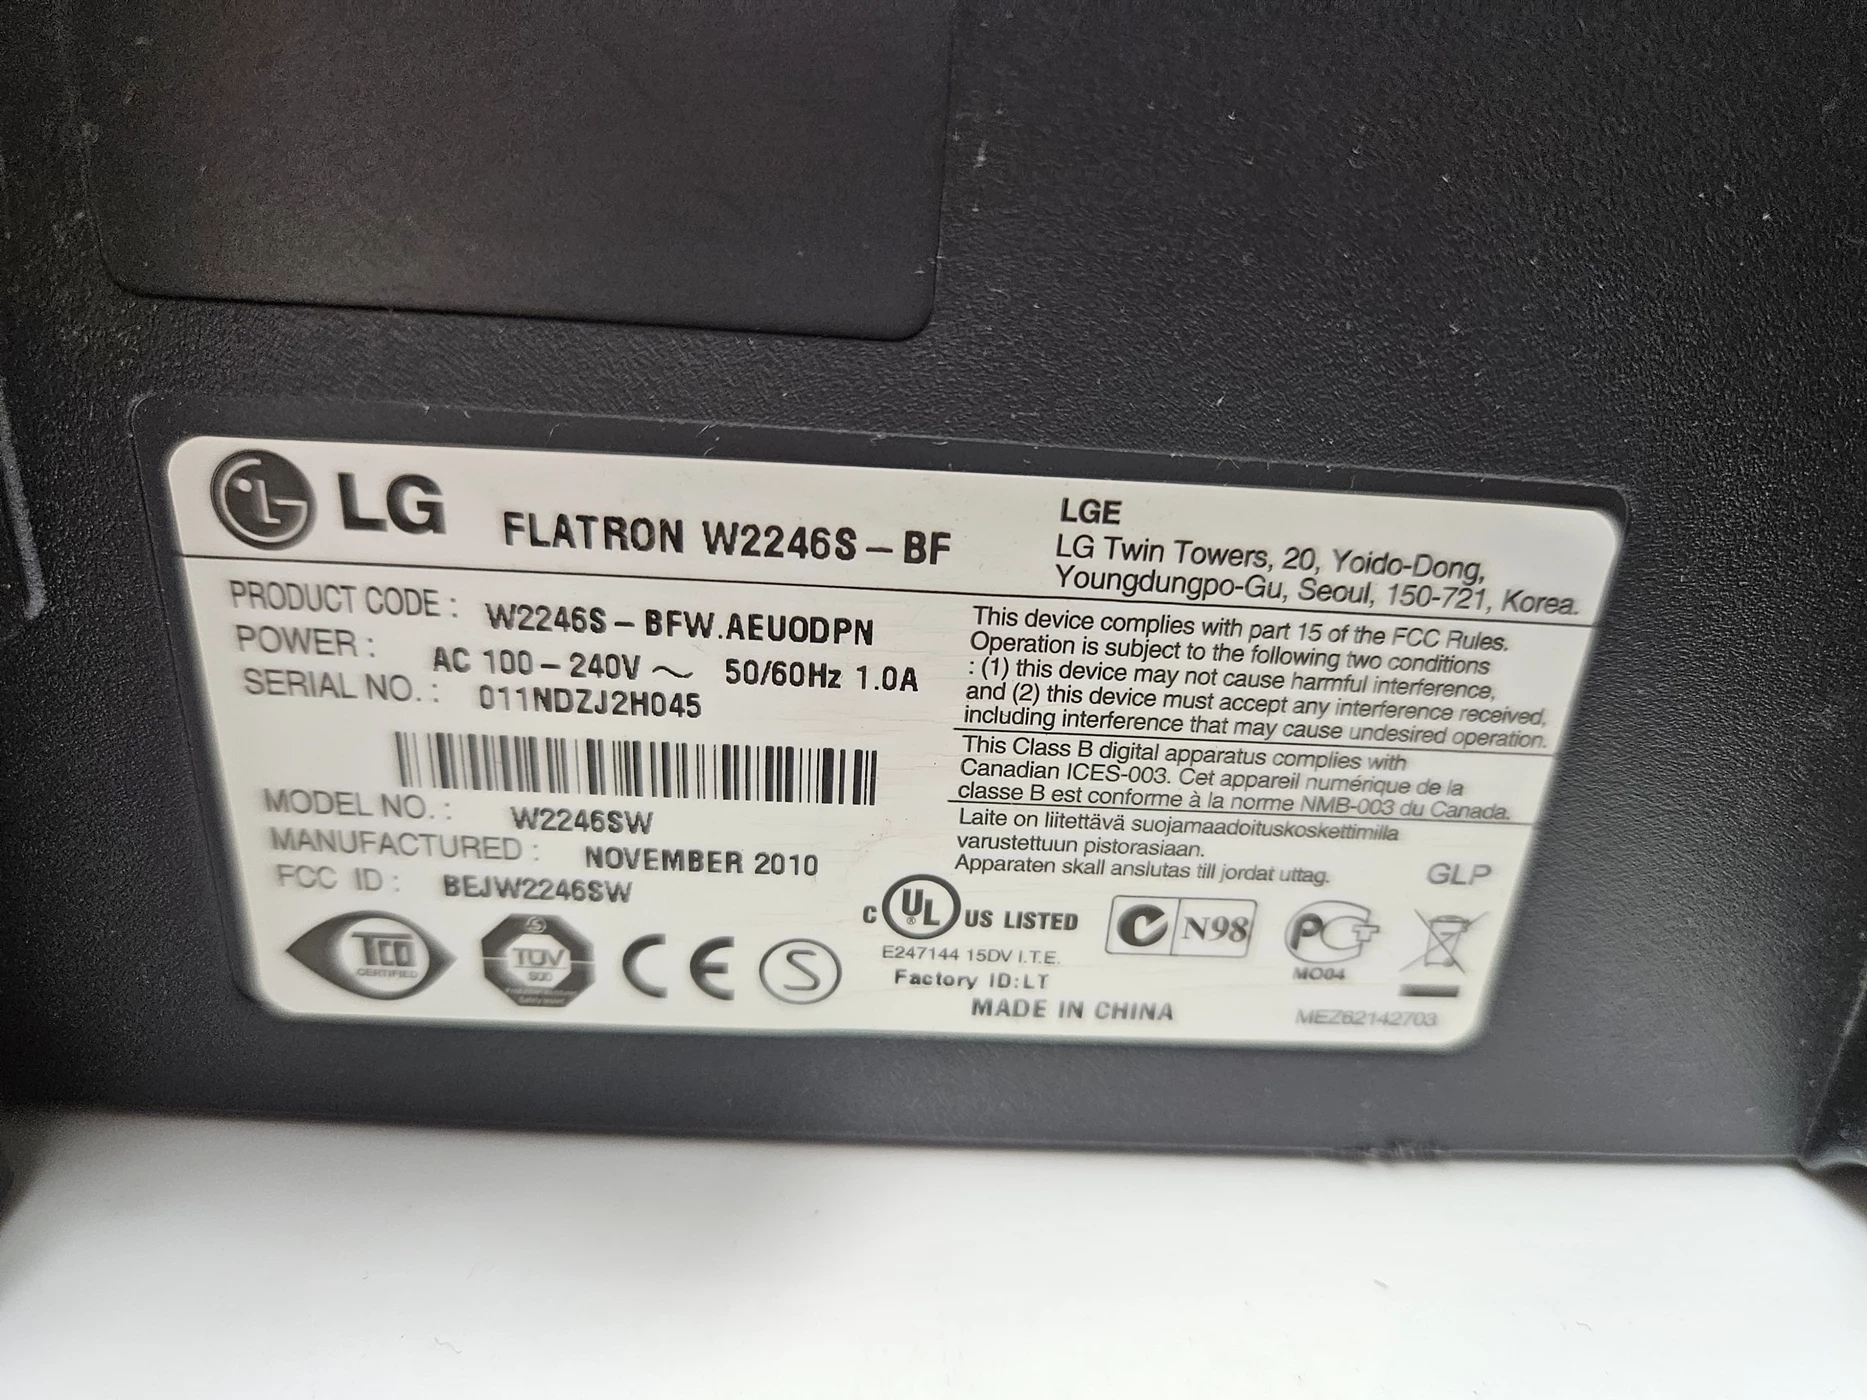 LG
FLATRON W2246S-BF
LGE
LG Twin Towers, 20, Yoido-Dong,
Youngdungpo-Gu, Seoul, 150-721, Korea.
PRODUCT CODE : W2246S-BFW.AEUODPN
POWER : AC 100-240V ~ 50/60Hz 1.0A
SERIAL NO. : 011NDZJ2H045
MODEL NO. : W2246SW
MANUFACTURED : NOVEMBER 2010
FCC ID : BEJW2246SW
This device complies with part 15 of the FCC Rules.
Operation is subject to the following two conditions
: (1) this device may not cause harmful interference,
and (2) this device must accept any interference received,
including interference that may cause undesired operation.
This Class B digital apparatus complies with
Canadian ICES-003. Cet appareil numérique de la
classe B est conforme à la norme NMB-003 du Canada.
Laite on liitettävä suojamaadoituskoskettimilla
varustettuun pistorasiaan.
Apparaten skall anslutas till jordat uttag.
GLP
TCO
CERTIFIED
TUV
SUD
CE
S
C UL US LISTED
E247144 15DV I.T.E.
Factory ID:LT
MADE IN CHINA
N98
MO04
MEZ62142703